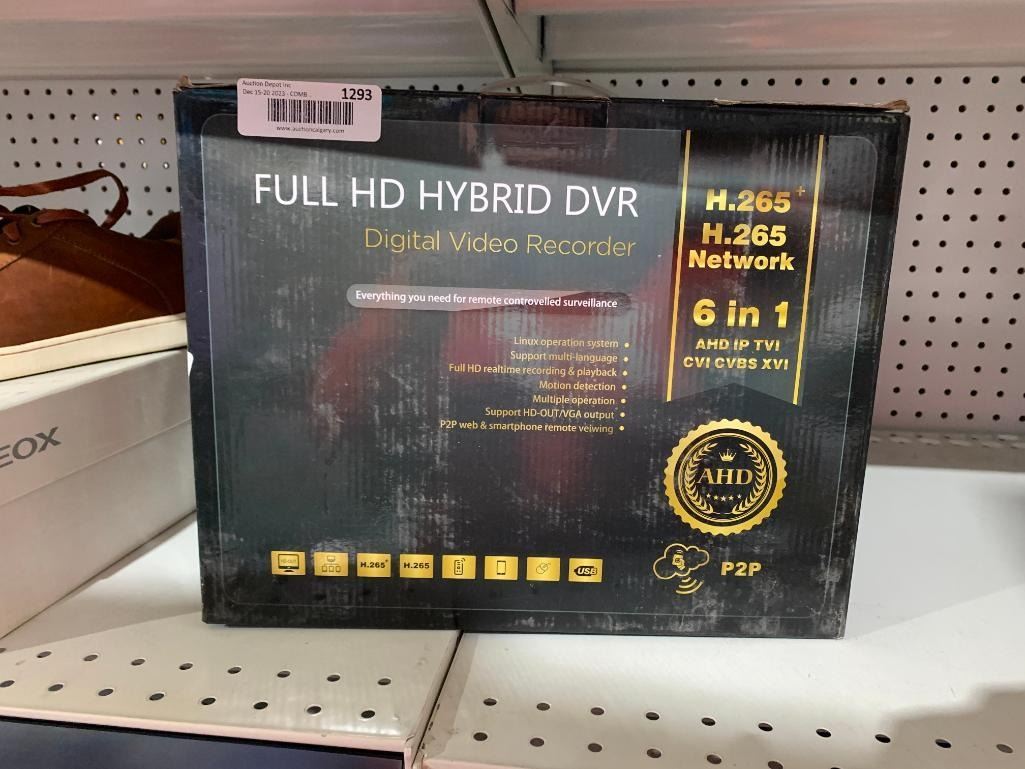 Auction Depot Inc
Dec 15-20 2023 - COMB...
1293
www.auctioncalgary.com
FULL HD HYBRID DVR
Digital Video Recorder
Everything you need for remote controvelled surveillance
Linux operation system
Support multi-language
Full HD realtime recording & playback
Motion detection
Multiple operation
Support HD-OUT/VGA output
P2P web & smartphone remote veiwing
H.265+
H.265
Network
6 in 1
AHD IP TVI
CVI CVBS XVI
AHD
P2P
HD-OUT
H.265+
H.265
USB
EOX